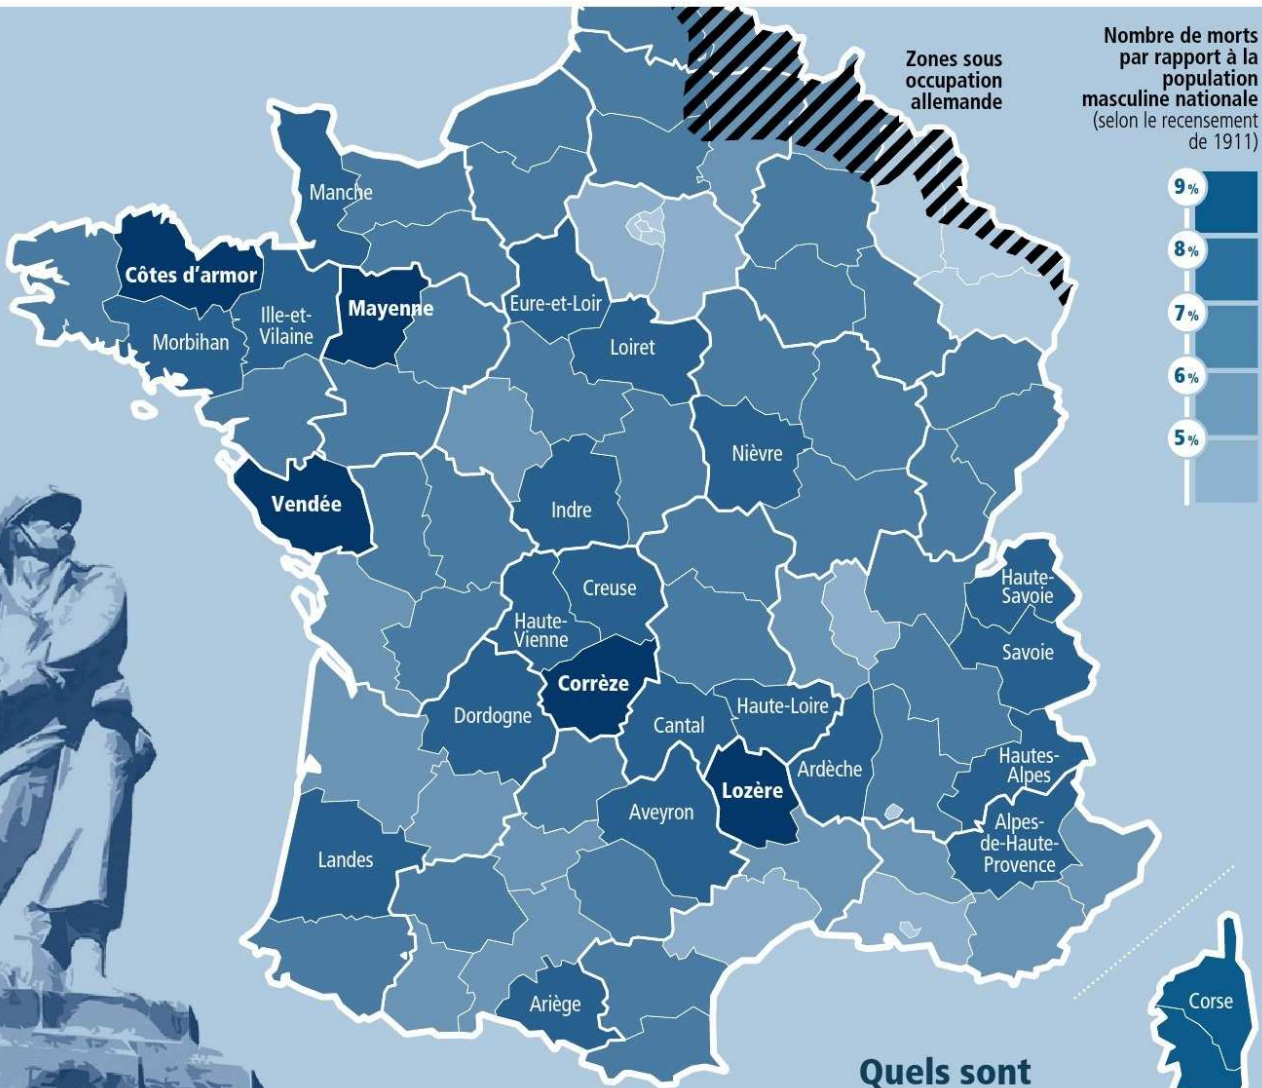 Zones sous
occupation
allemande
Nombre de morts
par rapport à la
population
masculine nationale
(selon le recensement
de 1911)
9%
8%
7%
6%
5%
Manche
Côtes d'armor
Ille-et-
Vilaine
Morbihan
Mayenne
Eure-et-Loir
Loiret
Nièvre
Vendée
Indre
Creuse
Haute-
Vienne
Haute-
Savoie
Savoie
Corrèze
Dordogne
Cantal
Haute-Loire
Ardèche
Hautes-
Alpes
Lozère
Aveyron
Alpes-
de-Haute-
Provence
Landes
Ariège
Corse
Quels sont